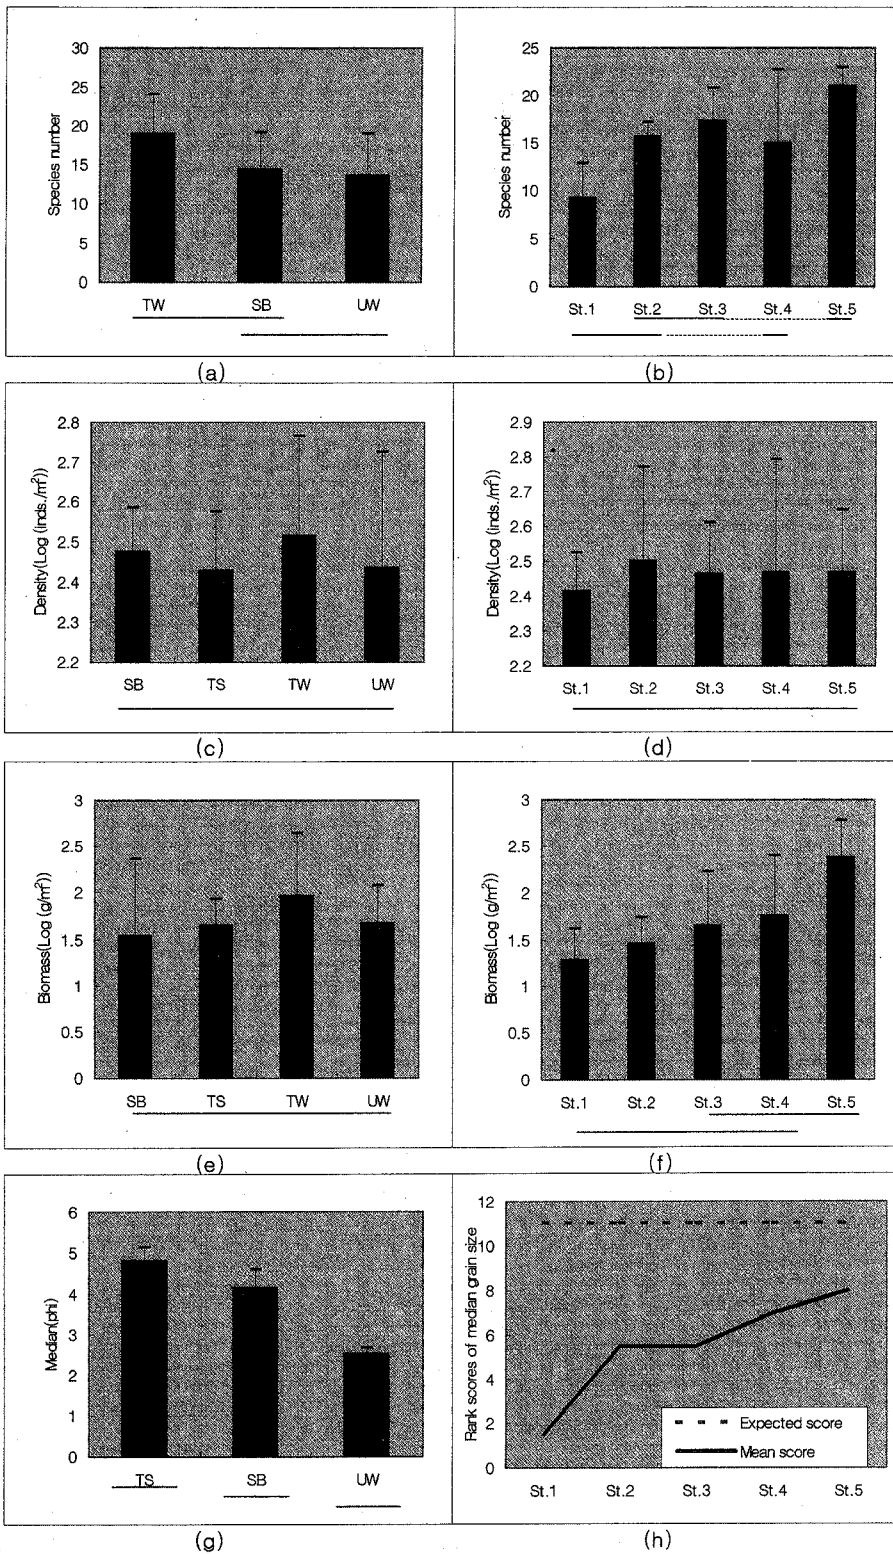 30
25
20
15
10
5
0
Species number
TW SB UW
(a)
25
20
15
10
5
0
Species number
St.1 St.2 St.3 St.4 St.5
(b)
2.8
2.7
2.6
2.5
2.4
2.3
2.2
Density(Log (inds./m²))
SB TS TW UW
(c)
2.9
2.8
2.7
2.6
2.5
2.4
2.3
2.2
Density(Log (inds./m²))
St.1 St.2 St.3 St.4 St.5
(d)
3
2.5
2
1.5
1
0.5
0
Biomass(Log (g/m²))
SB TS TW UW
(e)
3
2.5
2
1.5
1
0.5
0
Biomass(Log (g/m²))
St.1 St.2 St.3 St.4 St.5
(f)
6
5
4
3
2
1
0
Median(phi)
TS SB UW
(g)
12
10
8
6
4
2
0
Rank scores of median grain size
Expected score
Mean score
St.1 St.2 St.3 St.4 St.5
(h)